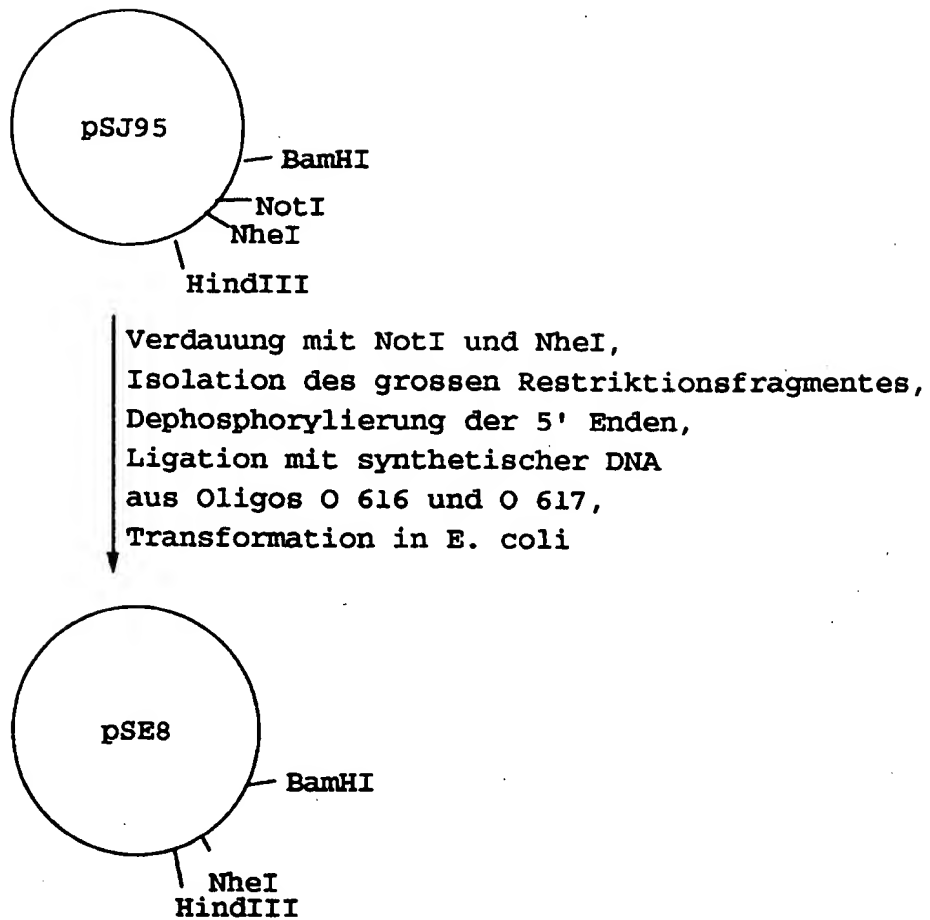 pSJ95
BamHI
NotI
NheI
HindIII
Verdauung mit NotI und NheI,
Isolation des grossen Restriktionsfragmentes,
Dephosphorylierung der 5' Enden,
Ligation mit synthetischer DNA
aus Oligos O 616 und O 617,
Transformation in E. coli
pSE8
BamHI
NheI
HindIII